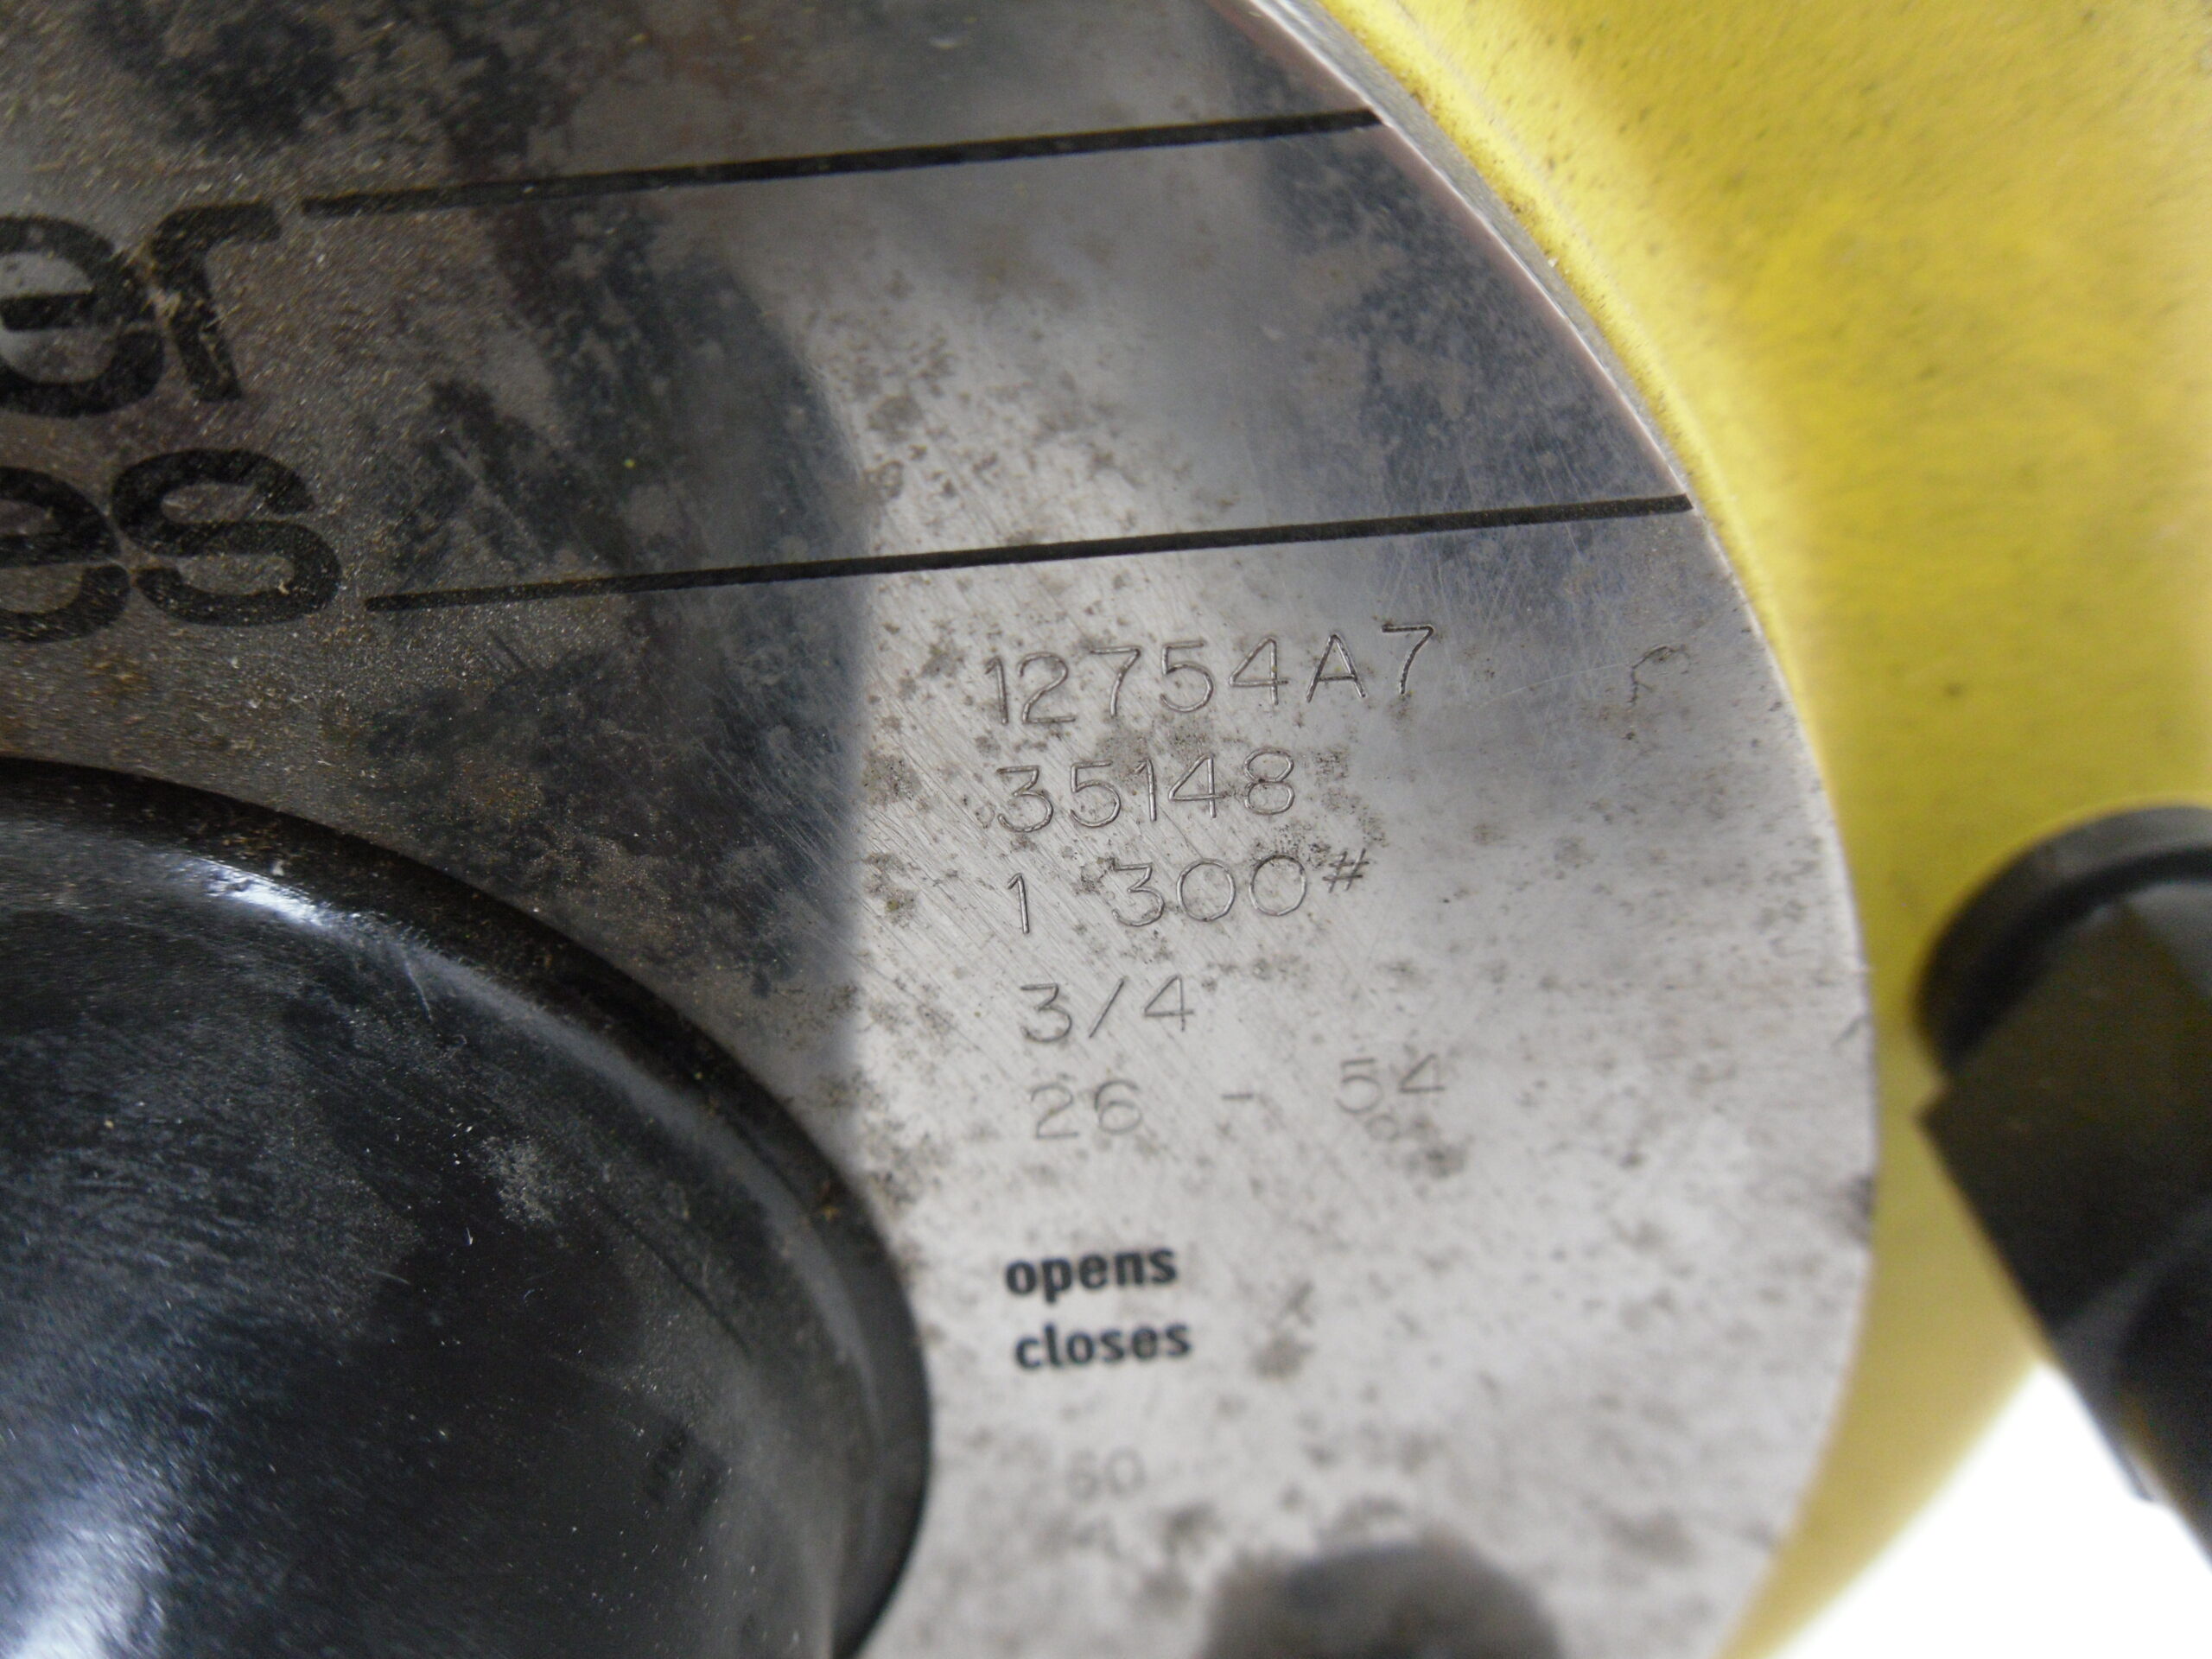 er
es
12754A7
35148
1 300#
3/4
26 - 54
opens
closes